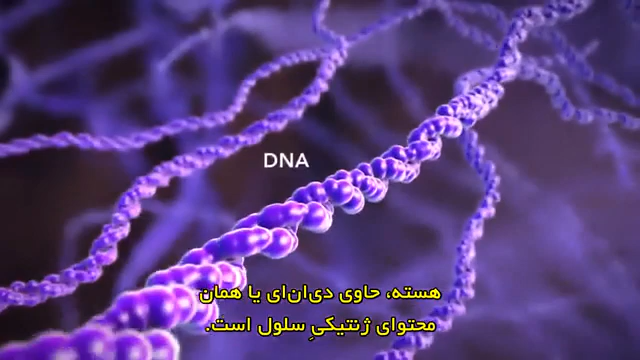 DNA
هسته، حاوی دی‌ان‌ای یا همان
محتوای ژنتیکیِ سلول است.